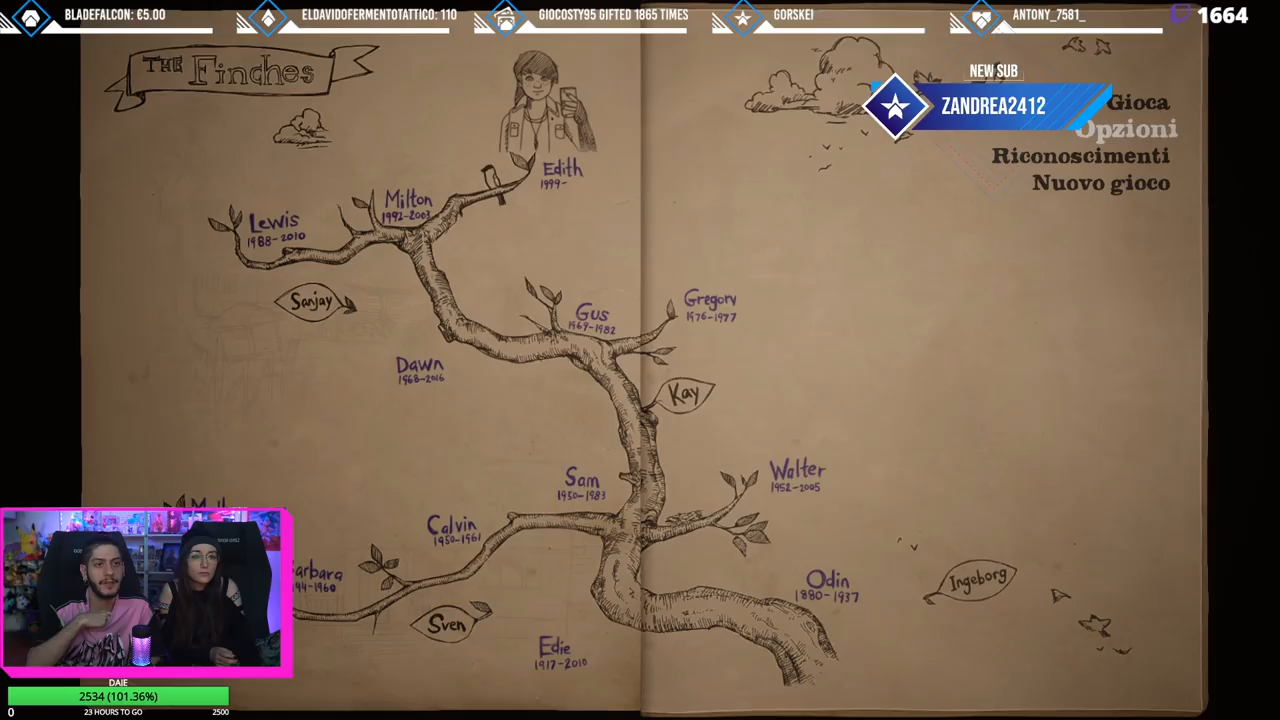 BLADEFALCON: €5.00
ELDAVIDOFERMENTOTATTICO: 110
GIOCOSTY95 GIFTED 1865 TIMES
GORSKEI
ANTONY_7581_
1664
THE Finches
NEW SUB
ZANDREA2412
Gioca
Opzioni
Riconoscimenti
Nuovo gioco
Edith
1999-
Milton
1992-2003
Lewis
1988-2010
Sanjay
Gus
1969-1982
Gregory
1976-1977
Dawn
1968-2016
Kay
Sam
1950-1983
Walter
1952-2005
Calvin
1950-1961
Odin
1880-1937
Ingeborg
Sven
Edie
1917-2010
DAIE
2534 (101.36%)
0
23 HOURS TO GO
2500